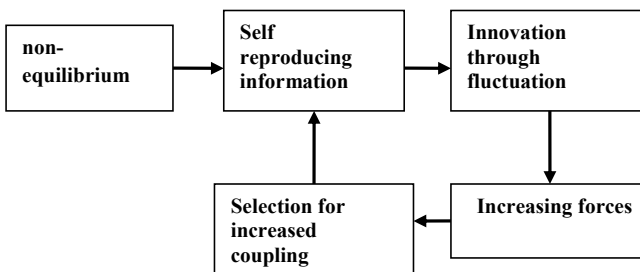 non-
equilibrium
Self
reproducing
information
Innovation
through
fluctuation
Increasing forces
Selection for
increased
coupling